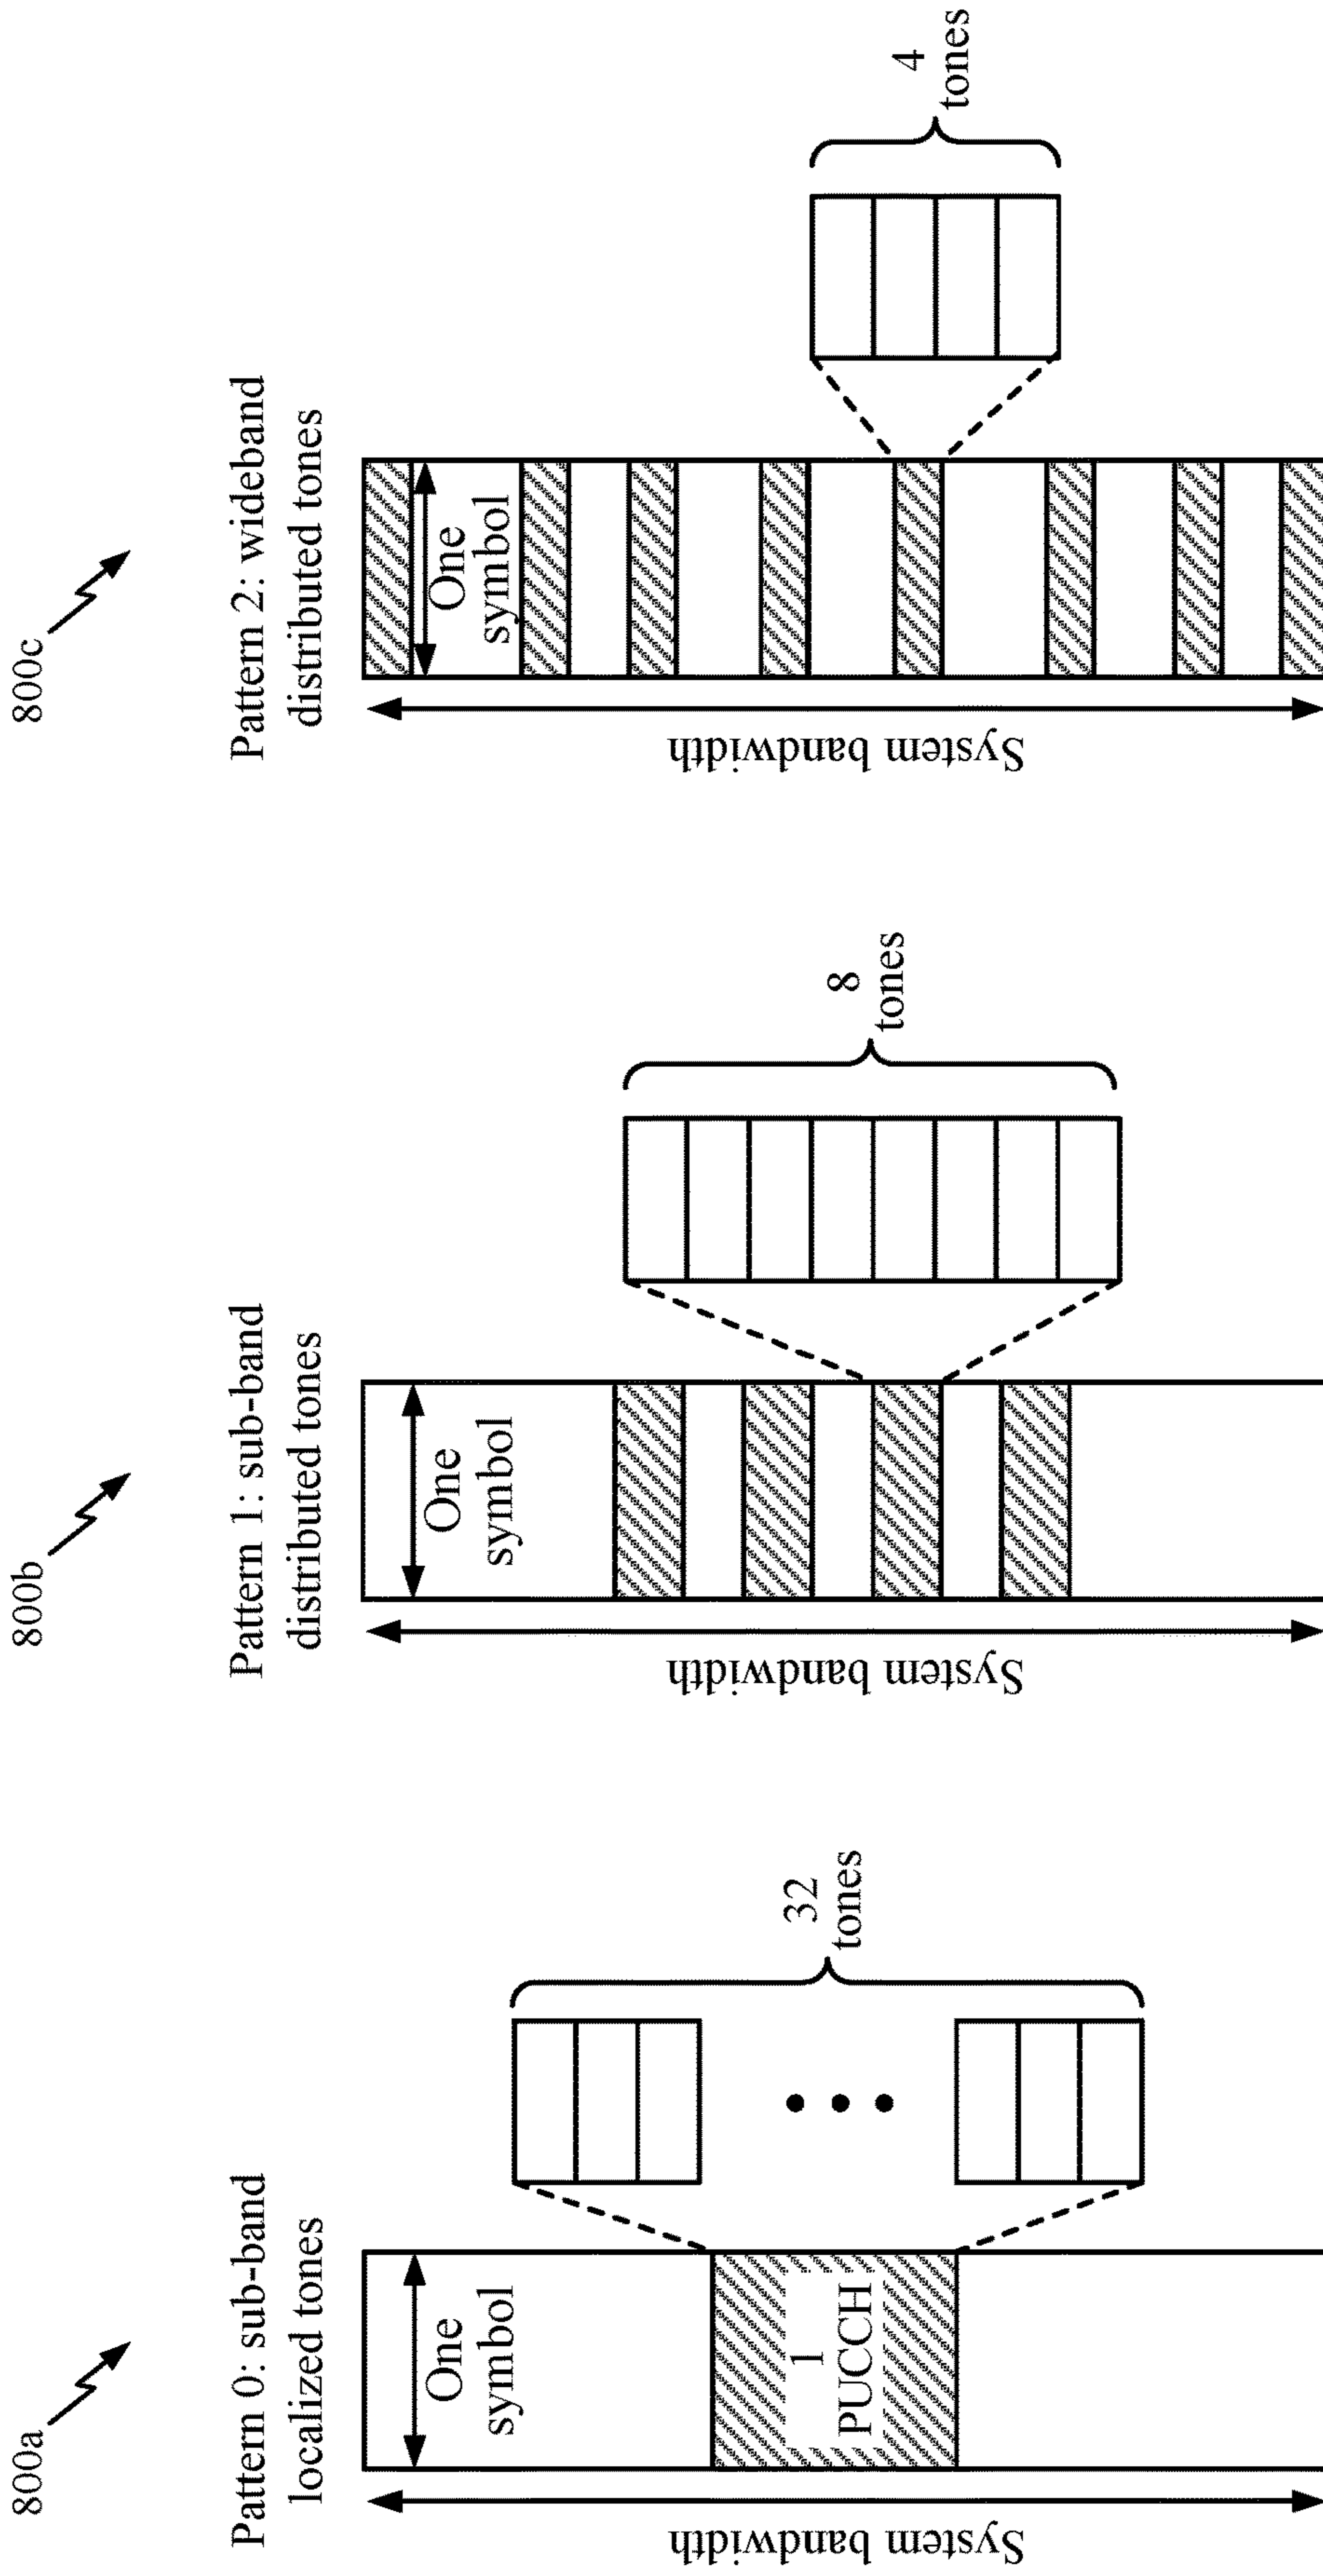 800a
Pattern 0: sub-band
localized tones
System bandwidth
One
symbol
1
PUCCH
32
tones
800b
Pattern 1: sub-band
distributed tones
System bandwidth
One
symbol
8
tones
800c
Pattern 2: wideband
distributed tones
System bandwidth
One
symbol
4
tones